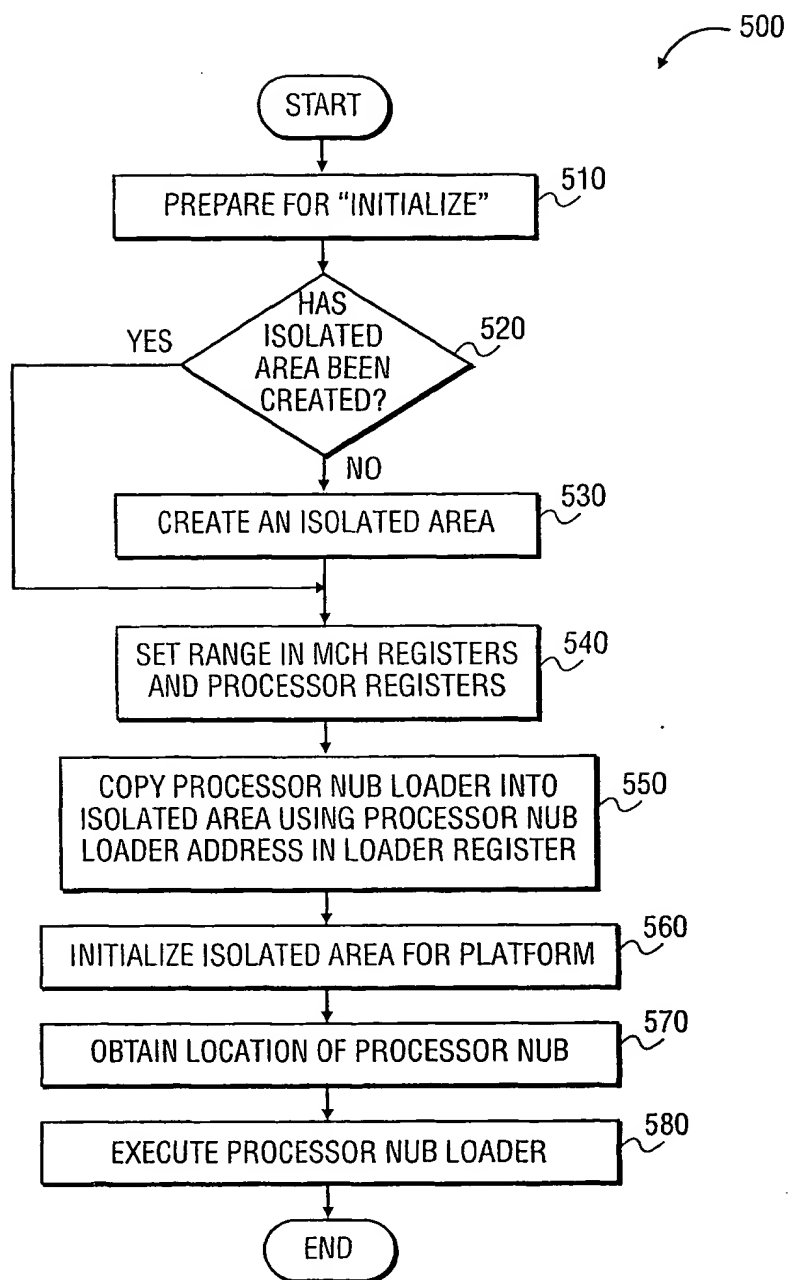 500
START
510
PREPARE FOR “INITIALIZE”
HAS
ISOLATED
AREA BEEN
CREATED?
520
YES
NO
530
CREATE AN ISOLATED AREA
540
SET RANGE IN MCH REGISTERS
AND PROCESSOR REGISTERS
550
COPY PROCESSOR NUB LOADER INTO
ISOLATED AREA USING PROCESSOR NUB
LOADER ADDRESS IN LOADER REGISTER
560
INITIALIZE ISOLATED AREA FOR PLATFORM
570
OBTAIN LOCATION OF PROCESSOR NUB
580
EXECUTE PROCESSOR NUB LOADER
END